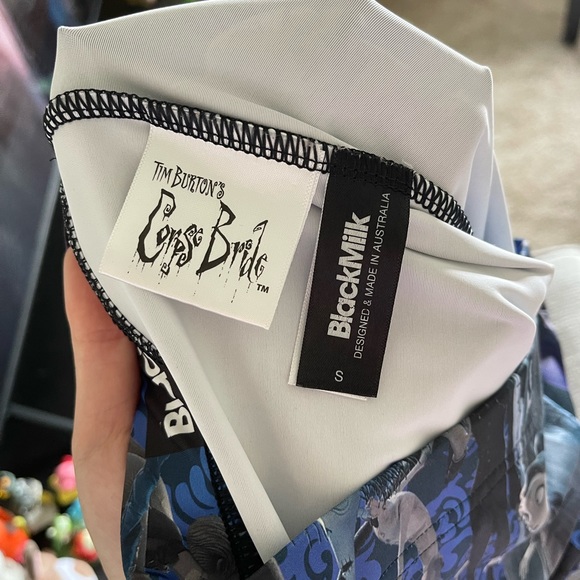 TIM BURTON'S
Corpse Bride
TM
BlackMilk
DESIGNED & MADE IN AUSTRALIA
S